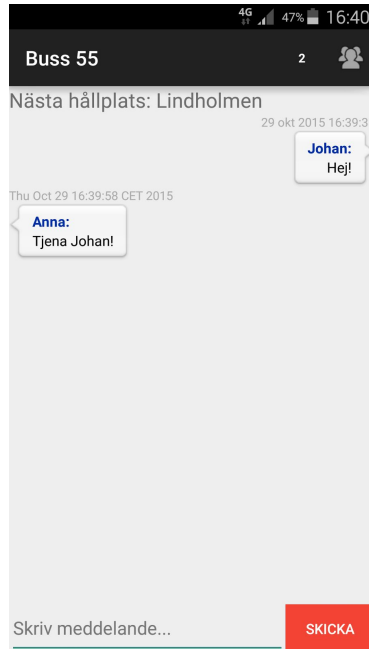 4G 47% 16:40
Buss 55 2
Nästa hållplats: Lindholmen
29 okt 2015 16:39:3
Johan:
Hej!
Thu Oct 29 16:39:58 CET 2015
Anna:
Tjena Johan!
Skriv meddelande... SKICKA